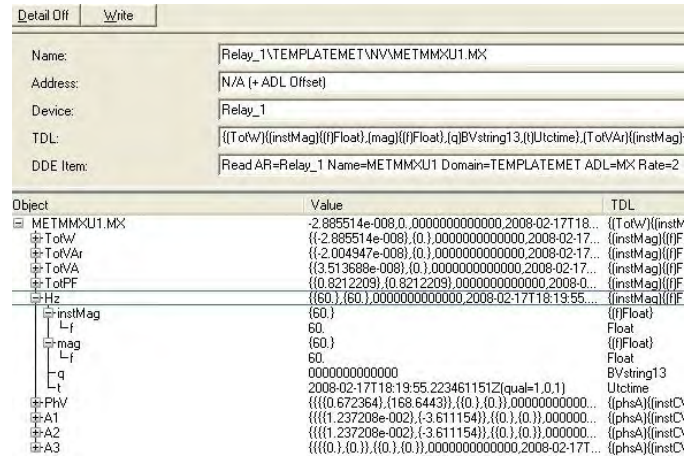 Detail Off Write
Name: Relay_1\TEMPLATEMET\NV\METMMXU1.MX
Address: N/A (+ ADL Offset)
Device: Relay_1
TDL: {(TotW){(instMag){(f)Float},(mag){(f)Float},(q)BVstring13,(t)Utctime},(TotVAr){(instMag)
DDE Item: Read AR=Relay_1 Name=METMMXU1 Domain=TEMPLATEMET ADL=MX Rate=2
Object Value TDL
METMMXU1.MX -2.885514e-008,0.,0000000000000,2008-02-17T18... {(TotW){(instM
TotW {{-2.885514e-008},{0.},0000000000000,2008-02-17... {(instMag){(f)F
TotVAr {{-2.004947e-008},{0.},0000000000000,2008-02-17... {(instMag){(f)F
TotVA {{3.513688e-008},{0.},0000000000000,2008-02-17... {(instMag){(f)F
TotPF {{0.8212209},{0.8212209},0000000000000,2008-0... {(instMag){(f)F
Hz {{60.},{60.},0000000000000,2008-02-17T18:19:55.... {(instMag){(f)F
instMag {60.} {(f)Float}
f 60. Float
mag {60.} {(f)Float}
f 60. Float
q 0000000000000 BVstring13
t 2008-02-17T18:19:55.223461151Z(qual=1,0,1) Utctime
PhV {{{{0.672364},{168.6443}},{{0.},{0.}},0000000000... {(phsA){(instCV
A1 {{{{1.237208e-002},{-3.611154}},{{0.},{0.}},000000... {(phsA){(instCV
A2 {{{{1.237208e-002},{-3.611154}},{{0.},{0.}},000000... {(phsA){(instCV
A3 {{{{0.},{0.}},{{0.},{0.}},0000000000000,2008-02-17T... {(phsA){(instCV